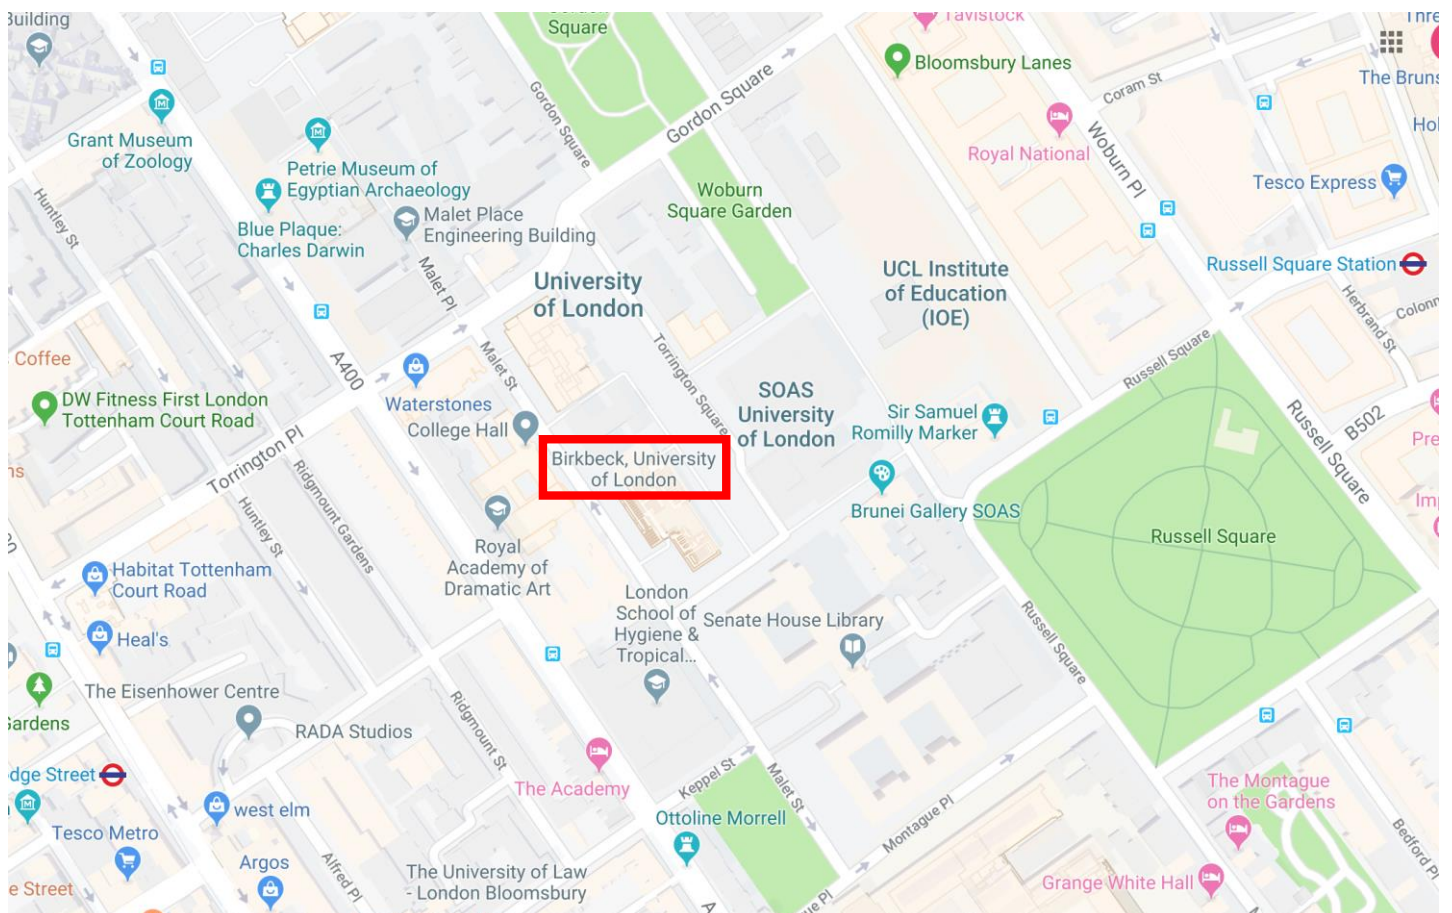 Building
Square
Tavistock
Bloomsbury Lanes
Coram St
The Bruns
Grant Museum
of Zoology
Petrie Museum of
Egyptian Archaeology
Gordon Square
Gordon Square
Royal National
Woburn Pl
Tesco Express
Huntley St
Blue Plaque:
Charles Darwin
Malet Place
Engineering Building
Woburn
Square Garden
Malet Pl
University
of London
UCL Institute
of Education
(IOE)
Russell Square Station
Herbrand St
Coffee
A400
Malet St
Torrington Square
Russell Square
DW Fitness First London
Tottenham Court Road
Waterstones
College Hall
SOAS
University
of London
Sir Samuel
Romilly Marker
Russell Square
B502
Torrington Pl
Birkbeck, University
of London
Ridgmount Gardens
Huntley St
Brunei Gallery SOAS
Russell Square
Royal
Academy of
Dramatic Art
Habitat Tottenham
Court Road
Heal's
London
School of
Hygiene &
Tropical...
Senate House Library
Russell Square
The Eisenhower Centre
Gardens
RADA Studios
Ridgmount St
dge Street
The Academy
Keppel St
Malet St
The Montague
on the Gardens
west elm
Tesco Metro
Ottoline Morrell
Montague Pl
Bedford Pl
Argos
Alfred Pl
The University of Law
- London Bloomsbury
Grange White Hall
e Street